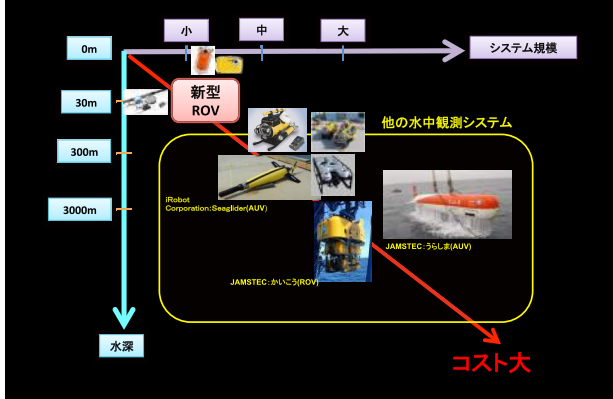 小
中
大
システム規模
0m
30m
300m
3000m
水深
新型
ROV
他の水中観測システム
iRobot
Corporation:Seaglider(AUV)
JAMSTEC:うらしま(AUV)
JAMSTEC:かいこう(ROV)
コスト大